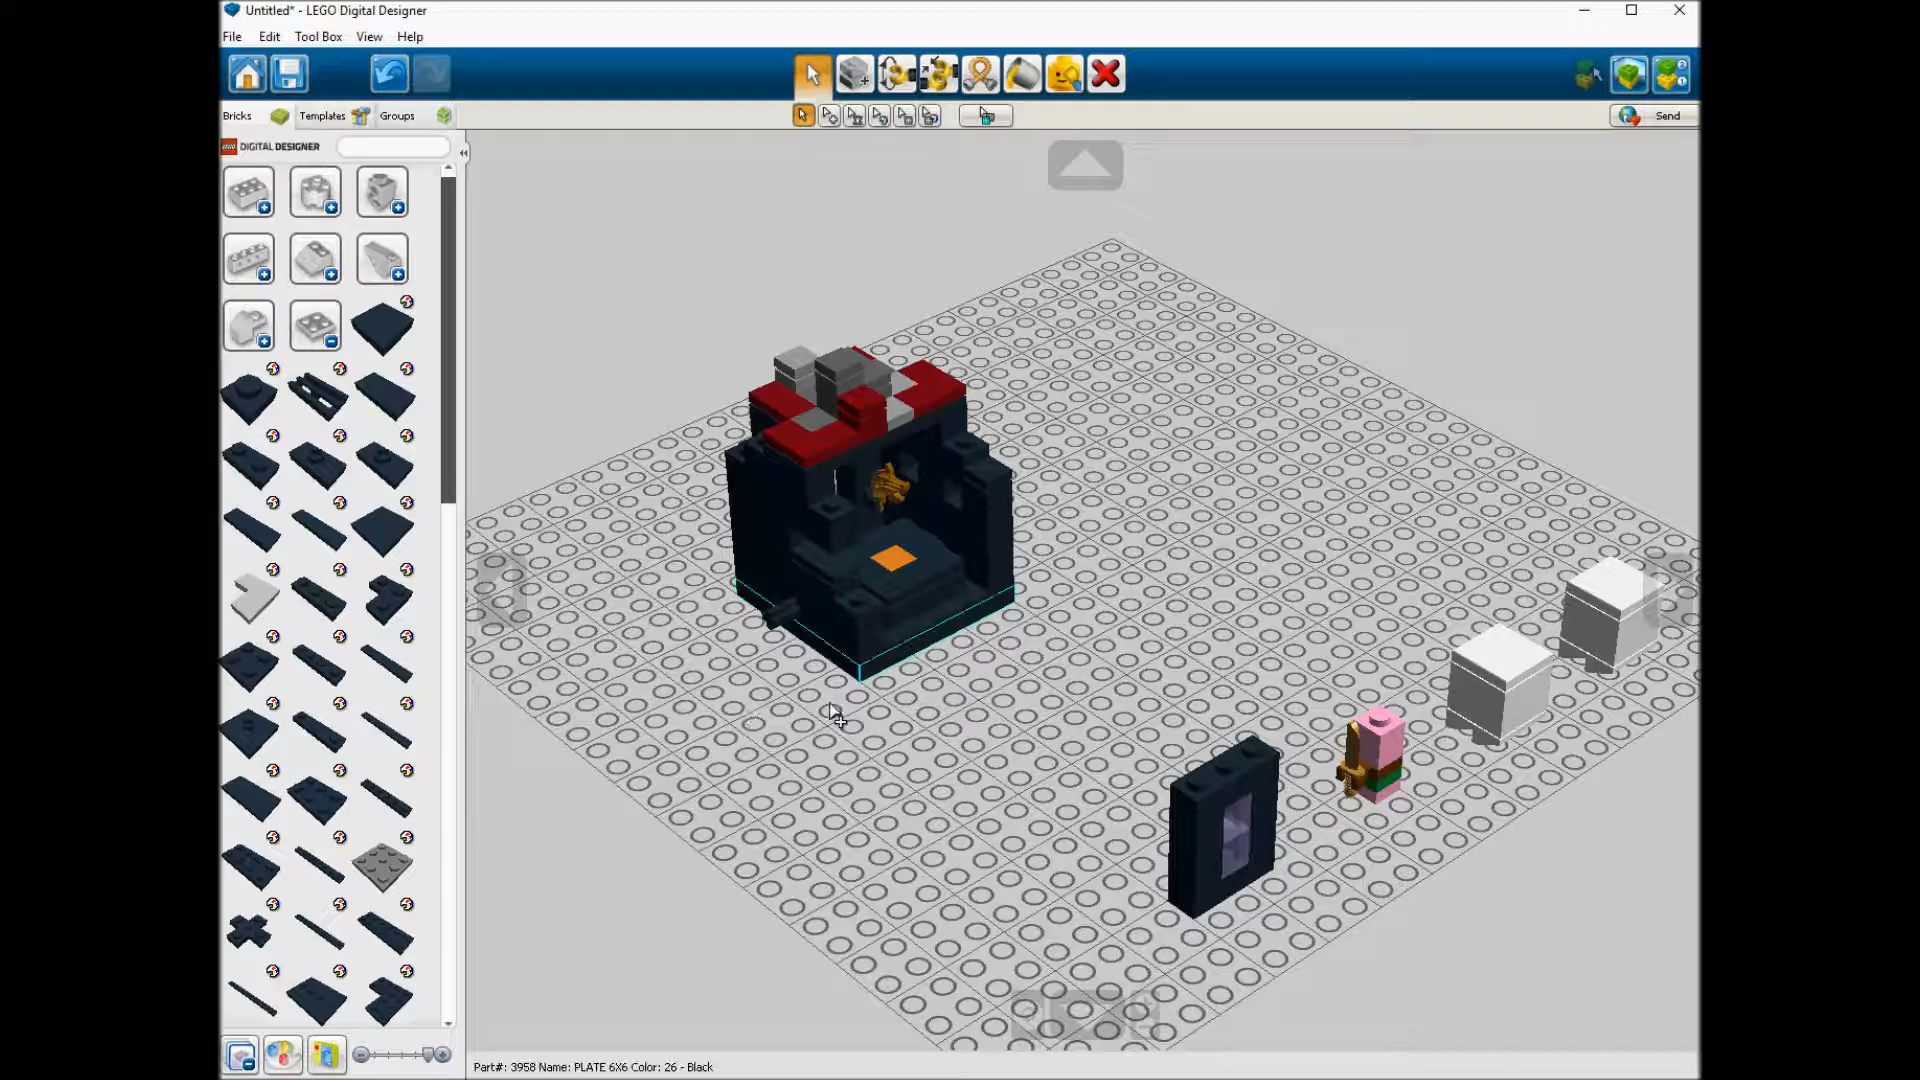 Untitled* - LEGO Digital Designer
File Edit Tool Box View Help
Bricks Templates Groups
Send
LEGO DIGITAL DESIGNER
Part#: 3958 Name: PLATE 6X6 Color: 26 - Black